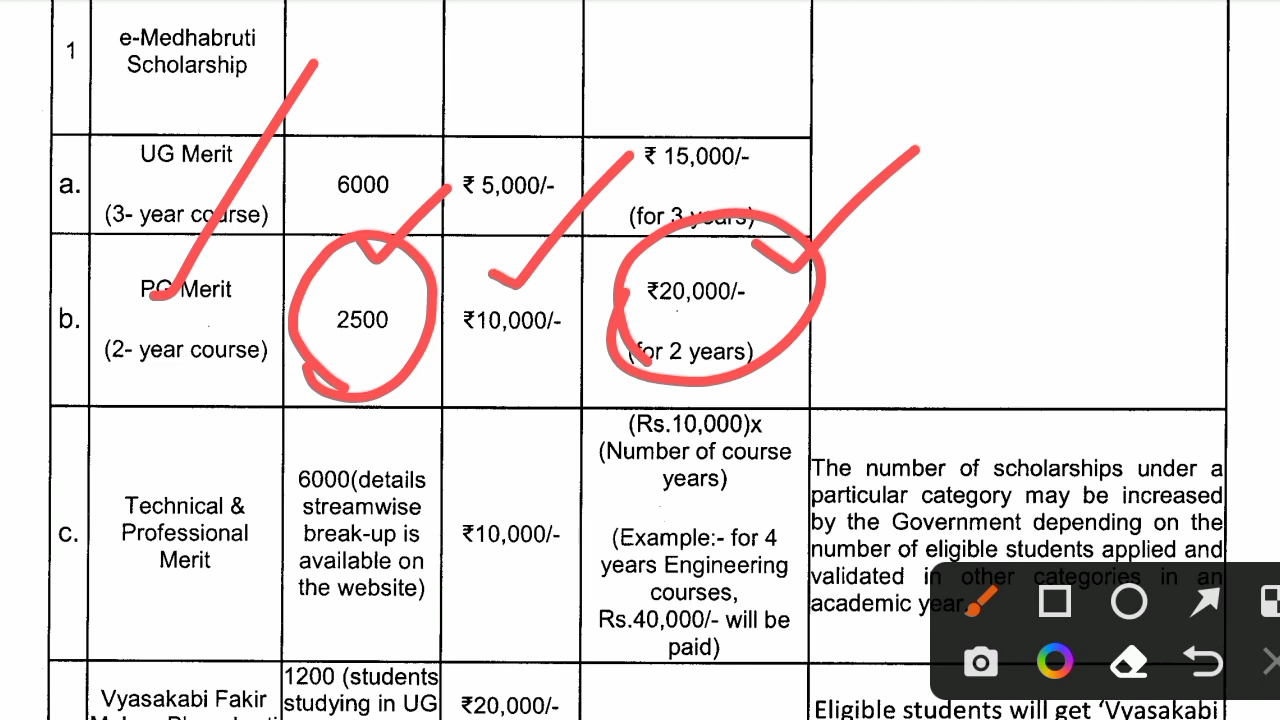 1
e-Medhabruti
Scholarship
a.
UG Merit
(3- year course)
6000
₹ 5,000/-
₹ 15,000/-
(for 3 years)
b.
PG Merit
(2- year course)
2500
₹10,000/-
₹20,000/-
(for 2 years)
c.
Technical &
Professional
Merit
6000(details
streamwise
break-up is
available on
the website)
₹10,000/-
(Rs.10,000)x
(Number of course
years)
(Example:- for 4
years Engineering
courses,
Rs.40,000/- will be
paid)
The number of scholarships under a
particular category may be increased
by the Government depending on the
number of eligible students applied and
validated in other categories in an
academic year.
Vyasakabi Fakir
1200 (students
studying in UG
₹20,000/-
Eligible students will get ‘Vyasakabi